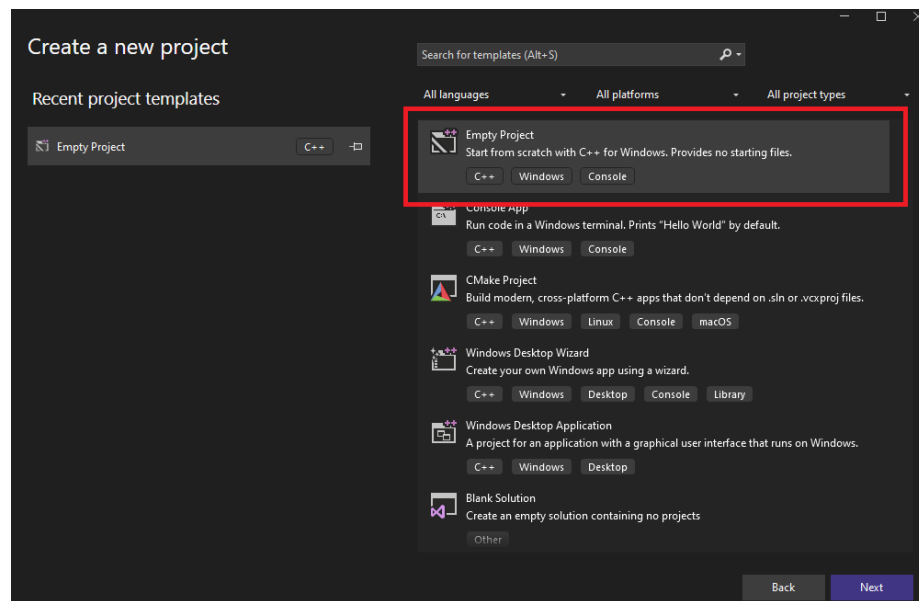 Create a new project
Search for templates (Alt+S)
Recent project templates
All languages
All platforms
All project types
Empty Project
C++
Empty Project
Start from scratch with C++ for Windows. Provides no starting files.
C++ Windows Console
Console App
Run code in a Windows terminal. Prints "Hello World" by default.
C++ Windows Console
CMake Project
Build modern, cross-platform C++ apps that don't depend on .sln or .vcxproj files.
C++ Windows Linux Console macOS
Windows Desktop Wizard
Create your own Windows app using a wizard.
C++ Windows Desktop Console Library
Windows Desktop Application
A project for an application with a graphical user interface that runs on Windows.
C++ Windows Desktop
Blank Solution
Create an empty solution containing no projects
Other
Back
Next